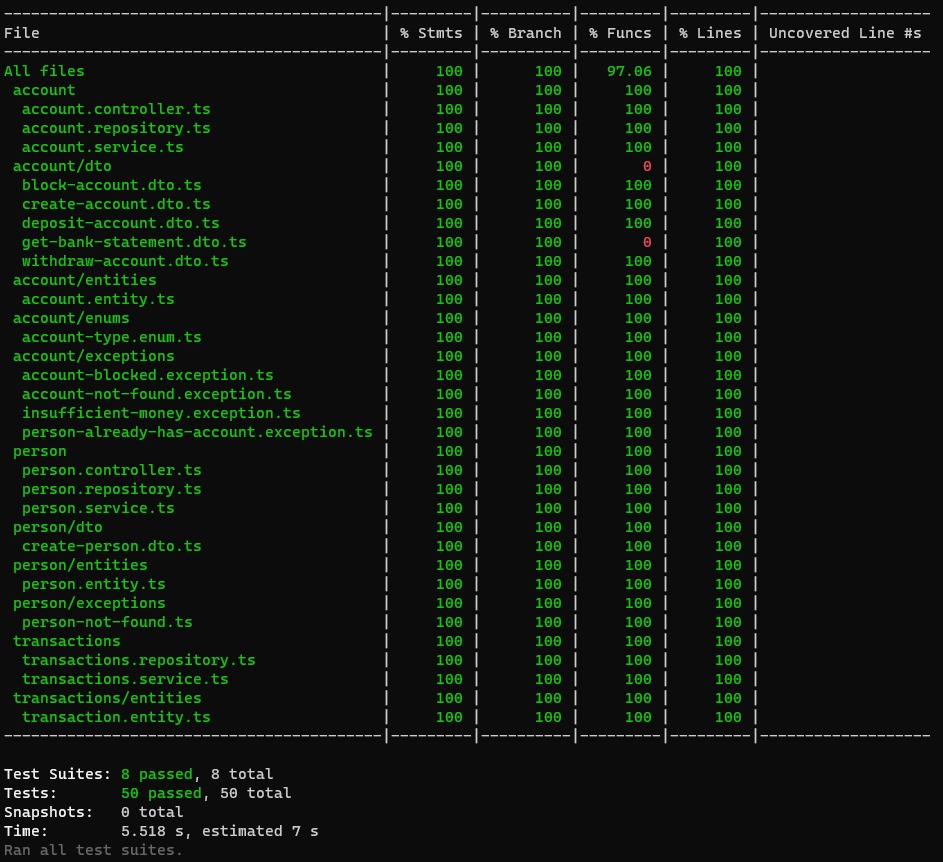 -------------------------------------------|---------|----------|---------|---------|-------------------
File | % Stmts | % Branch | % Funcs | % Lines | Uncovered Line #s
-------------------------------------------|---------|----------|---------|---------|-------------------
All files | 100 | 100 | 97.06 | 100 |
account | 100 | 100 | 100 | 100 |
account.controller.ts | 100 | 100 | 100 | 100 |
account.repository.ts | 100 | 100 | 100 | 100 |
account.service.ts | 100 | 100 | 100 | 100 |
account/dto | 100 | 100 | 0 | 100 |
block-account.dto.ts | 100 | 100 | 100 | 100 |
create-account.dto.ts | 100 | 100 | 100 | 100 |
deposit-account.dto.ts | 100 | 100 | 100 | 100 |
get-bank-statement.dto.ts | 100 | 100 | 0 | 100 |
withdraw-account.dto.ts | 100 | 100 | 100 | 100 |
account/entities | 100 | 100 | 100 | 100 |
account.entity.ts | 100 | 100 | 100 | 100 |
account/enums | 100 | 100 | 100 | 100 |
account-type.enum.ts | 100 | 100 | 100 | 100 |
account/exceptions | 100 | 100 | 100 | 100 |
account-blocked.exception.ts | 100 | 100 | 100 | 100 |
account-not-found.exception.ts | 100 | 100 | 100 | 100 |
insufficient-money.exception.ts | 100 | 100 | 100 | 100 |
person-already-has-account.exception.ts | 100 | 100 | 100 | 100 |
person | 100 | 100 | 100 | 100 |
person.controller.ts | 100 | 100 | 100 | 100 |
person.repository.ts | 100 | 100 | 100 | 100 |
person.service.ts | 100 | 100 | 100 | 100 |
person/dto | 100 | 100 | 100 | 100 |
create-person.dto.ts | 100 | 100 | 100 | 100 |
person/entities | 100 | 100 | 100 | 100 |
person.entity.ts | 100 | 100 | 100 | 100 |
person/exceptions | 100 | 100 | 100 | 100 |
person-not-found.ts | 100 | 100 | 100 | 100 |
transactions | 100 | 100 | 100 | 100 |
transactions.repository.ts | 100 | 100 | 100 | 100 |
transactions.service.ts | 100 | 100 | 100 | 100 |
transactions/entities | 100 | 100 | 100 | 100 |
transaction.entity.ts | 100 | 100 | 100 | 100 |
-------------------------------------------|---------|----------|---------|---------|-------------------
Test Suites: 8 passed, 8 total
Tests: 50 passed, 50 total
Snapshots: 0 total
Time: 5.518 s, estimated 7 s
Ran all test suites.